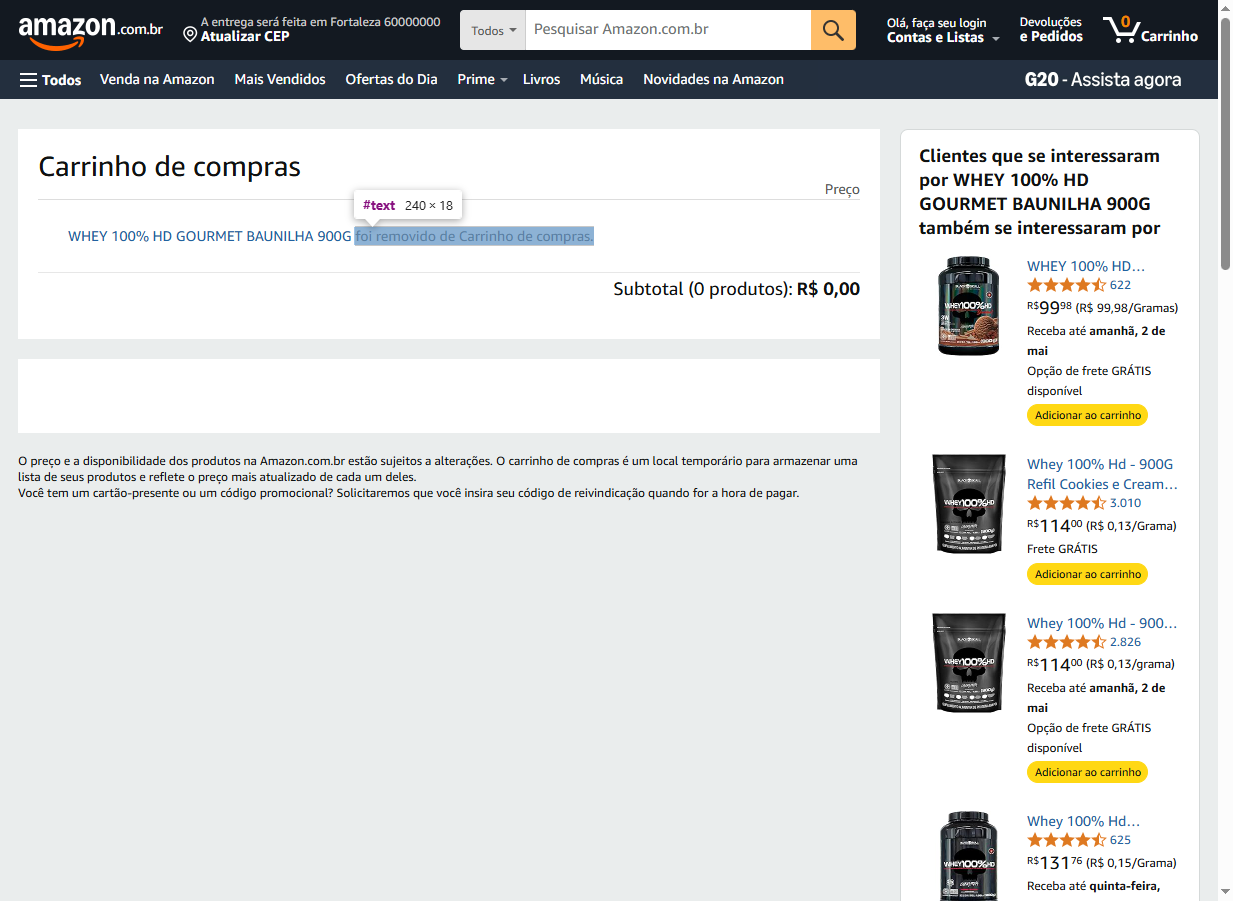 amazon.com.br
A entrega será feita em Fortaleza 60000000
Atualizar CEP
Todos
Pesquisar Amazon.com.br
Olá, faça seu login
Contas e Listas
Devoluções
e Pedidos
0
Carrinho
Todos
Venda na Amazon
Mais Vendidos
Ofertas do Dia
Prime
Livros
Música
Novidades na Amazon
G20 - Assista agora
Carrinho de compras
Preço
#text 240 × 18
WHEY 100% HD GOURMET BAUNILHA 900G foi removido de Carrinho de compras.
Subtotal (0 produtos): R$ 0,00
O preço e a disponibilidade dos produtos na Amazon.com.br estão sujeitos a alterações. O carrinho de compras é um local temporário para armazenar uma
lista de seus produtos e reflete o preço mais atualizado de cada um deles.
Você tem um cartão-presente ou um código promocional? Solicitaremos que você insira seu código de reivindicação quando for a hora de pagar.
Clientes que se interessaram
por WHEY 100% HD
GOURMET BAUNILHA 900G
também se interessaram por
WHEY 100% HD…
622
R$9998 (R$ 99,98/Gramas)
Receba até amanhã, 2 de
mai
Opção de frete GRÁTIS
disponível
Adicionar ao carrinho
WHEY100%HD
Whey 100% Hd - 900G
Refil Cookies e Cream…
3.010
R$11400 (R$ 0,13/Grama)
Frete GRÁTIS
Adicionar ao carrinho
WHEY100%HD
Whey 100% Hd - 900…
2.826
R$11400 (R$ 0,13/grama)
Receba até amanhã, 2 de
mai
Opção de frete GRÁTIS
disponível
Adicionar ao carrinho
WHEY100%HD
Whey 100% Hd…
625
R$13176 (R$ 0,15/Grama)
Receba até quinta-feira,
WHEY100%HD